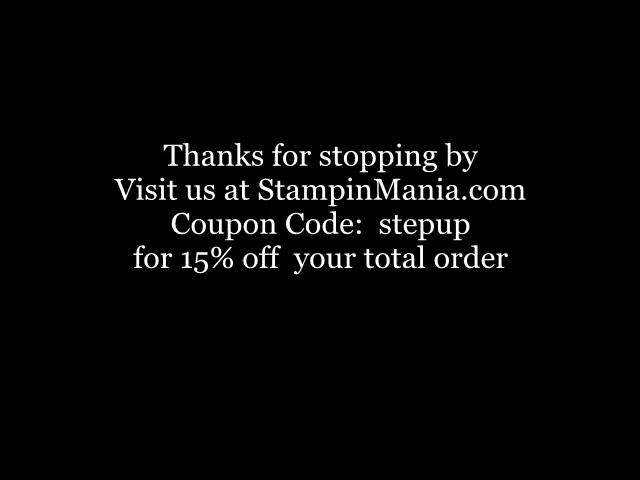 Thanks for stopping by
Visit us at StampinMania.com
Coupon Code:  stepup
for 15% off  your total order